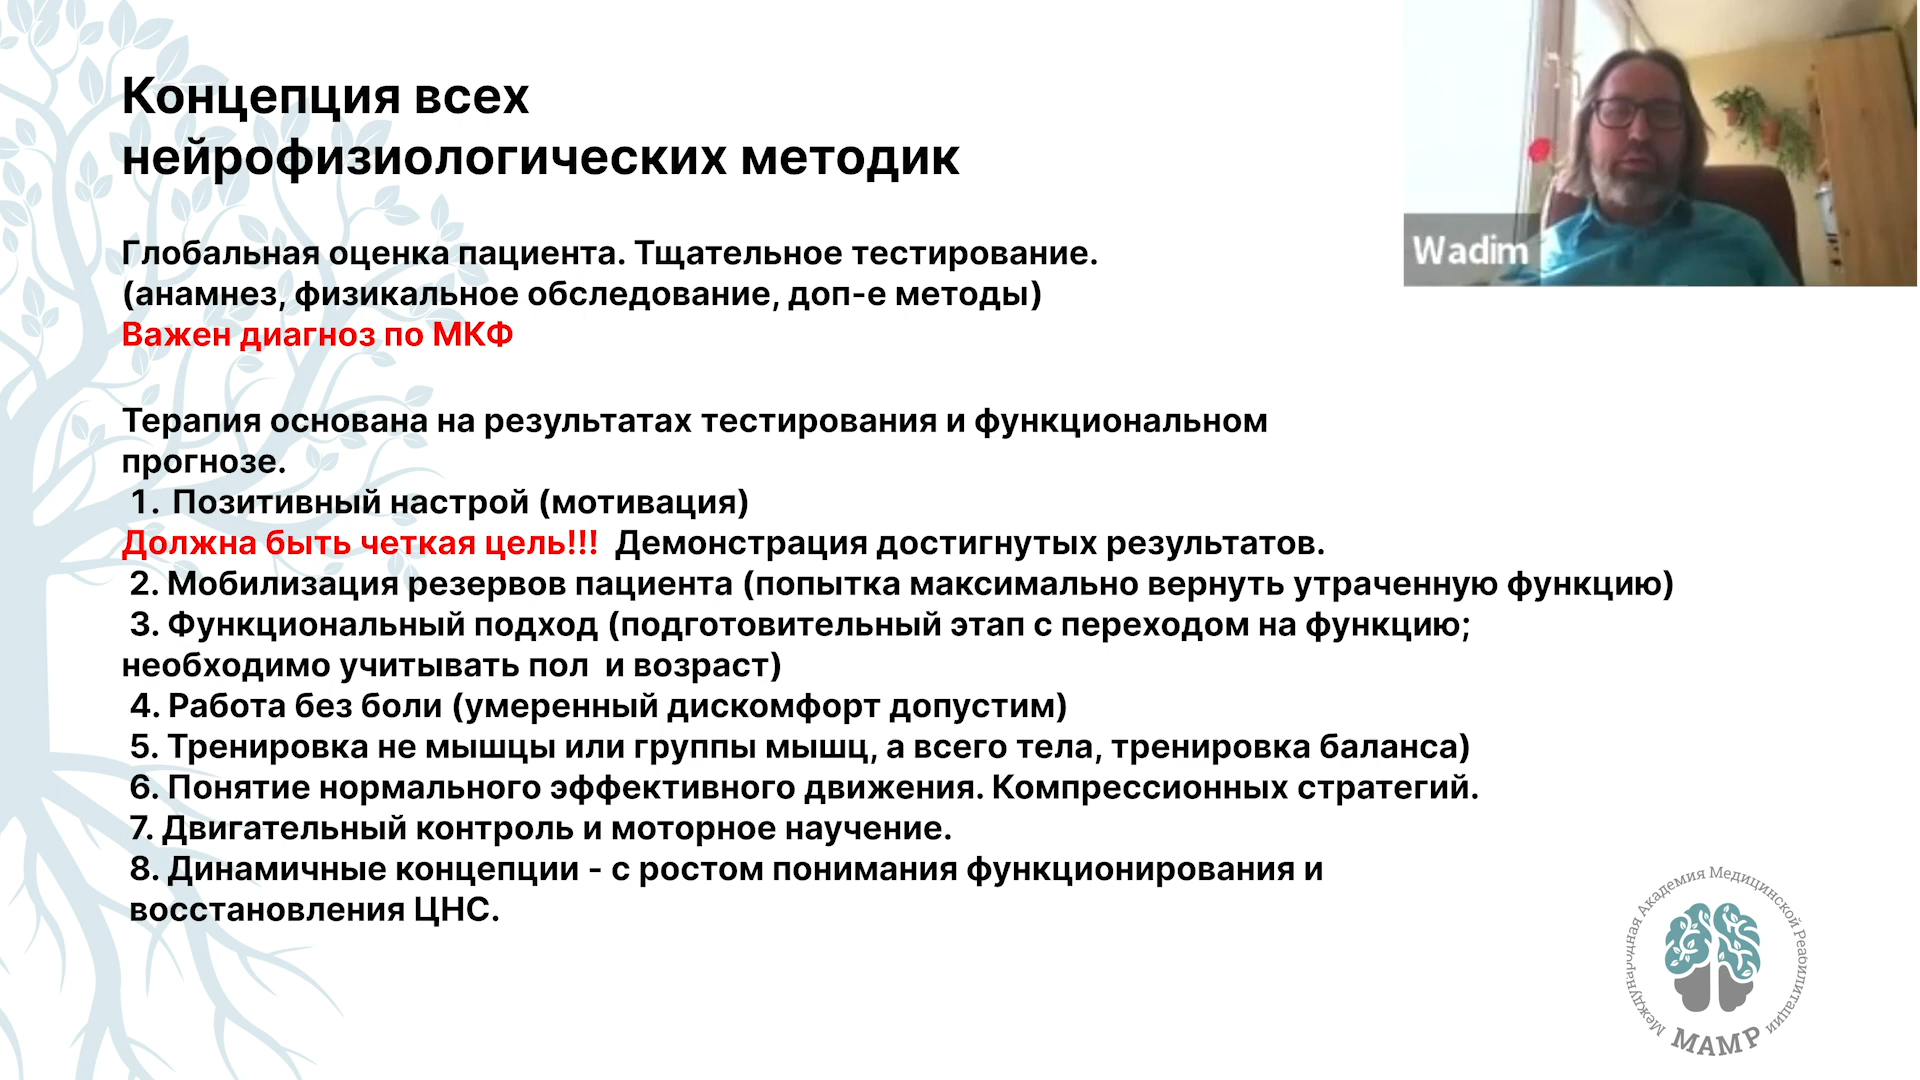 Концепция всех
нейрофизиологических методик
Глобальная оценка пациента. Тщательное тестирование.
(анамнез, физикальное обследование, доп-е методы)
Важен диагноз по МКФ
Терапия основана на результатах тестирования и функциональном
прогнозе.
1. Позитивный настрой (мотивация)
Должна быть четкая цель!!! Демонстрация достигнутых результатов.
2. Мобилизация резервов пациента (попытка максимально вернуть утраченную функцию)
3. Функциональный подход (подготовительный этап с переходом на функцию;
необходимо учитывать пол и возраст)
4. Работа без боли (умеренный дискомфорт допустим)
5. Тренировка не мышцы или группы мышц, а всего тела, тренировка баланса)
6. Понятие нормального эффективного движения. Компрессионных стратегий.
7. Двигательный контроль и моторное научение.
8. Динамичные концепции - с ростом понимания функционирования и
восстановления ЦНС.
Wadim
Международная Академия Медицинской Реабилитации
МАМР